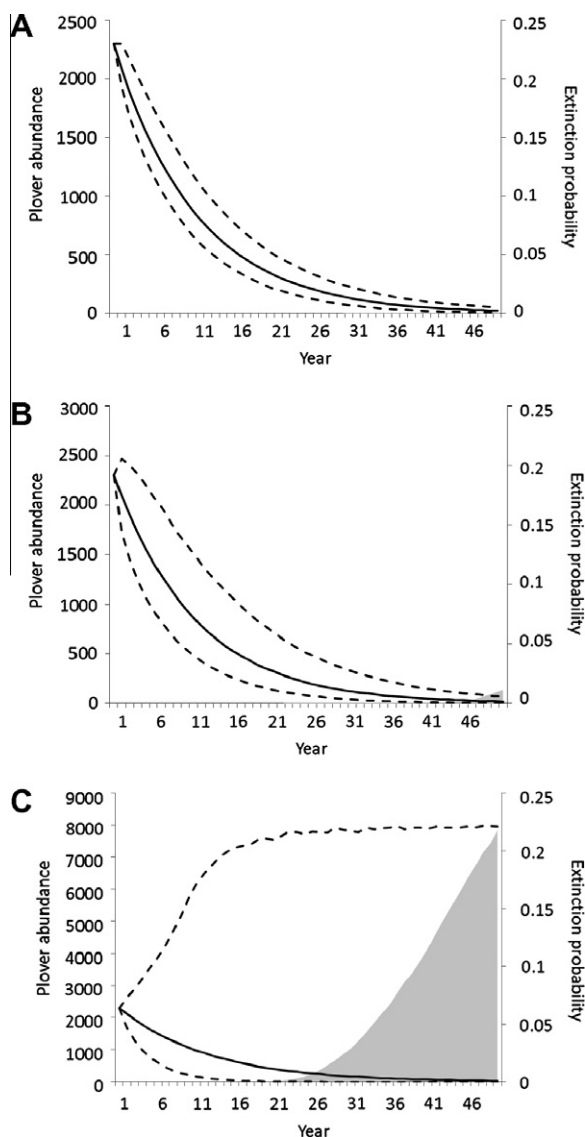 A
2500
2000
1500
1000
500
0
Plover abundance
0.25
0.2
0.15
0.1
0.05
0
Extinction probability
1 6 11 16 21 26 31 36 41 46
Year
B
3000
2500
2000
1500
1000
500
0
Plover abundance
0.25
0.2
0.15
0.1
0.05
0
Extinction probability
1 6 11 16 21 26 31 36 41 46
Year
C
9000
8000
7000
6000
5000
4000
3000
2000
1000
0
Plover abundance
0.25
0.2
0.15
0.1
0.05
0
Extinction probability
1 6 11 16 21 26 31 36 41 46
Year